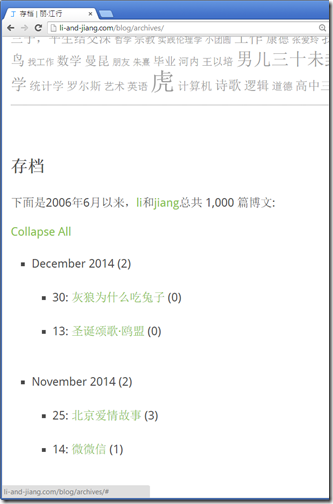 存档 | 丽·江行
li-and-jiang.com/blog/archives/
鸟 找工作 数学 曼昆 朋友 朱熹 毕业 河内 王以培 男儿三十未
学 统计学 罗尔斯 艺术 英语 虎 计算机 诗歌 逻辑 道德 高中三
存档
下面是2006年6月以来，li和jiang总共 1,000 篇博文:
Collapse All
December 2014 (2)
30: 灰狼为什么吃兔子 (0)
13: 圣诞颂歌·鸥盟 (0)
November 2014 (2)
25: 北京爱情故事 (3)
14: 微微信 (1)
li-and-jiang.com/blog/archives/#